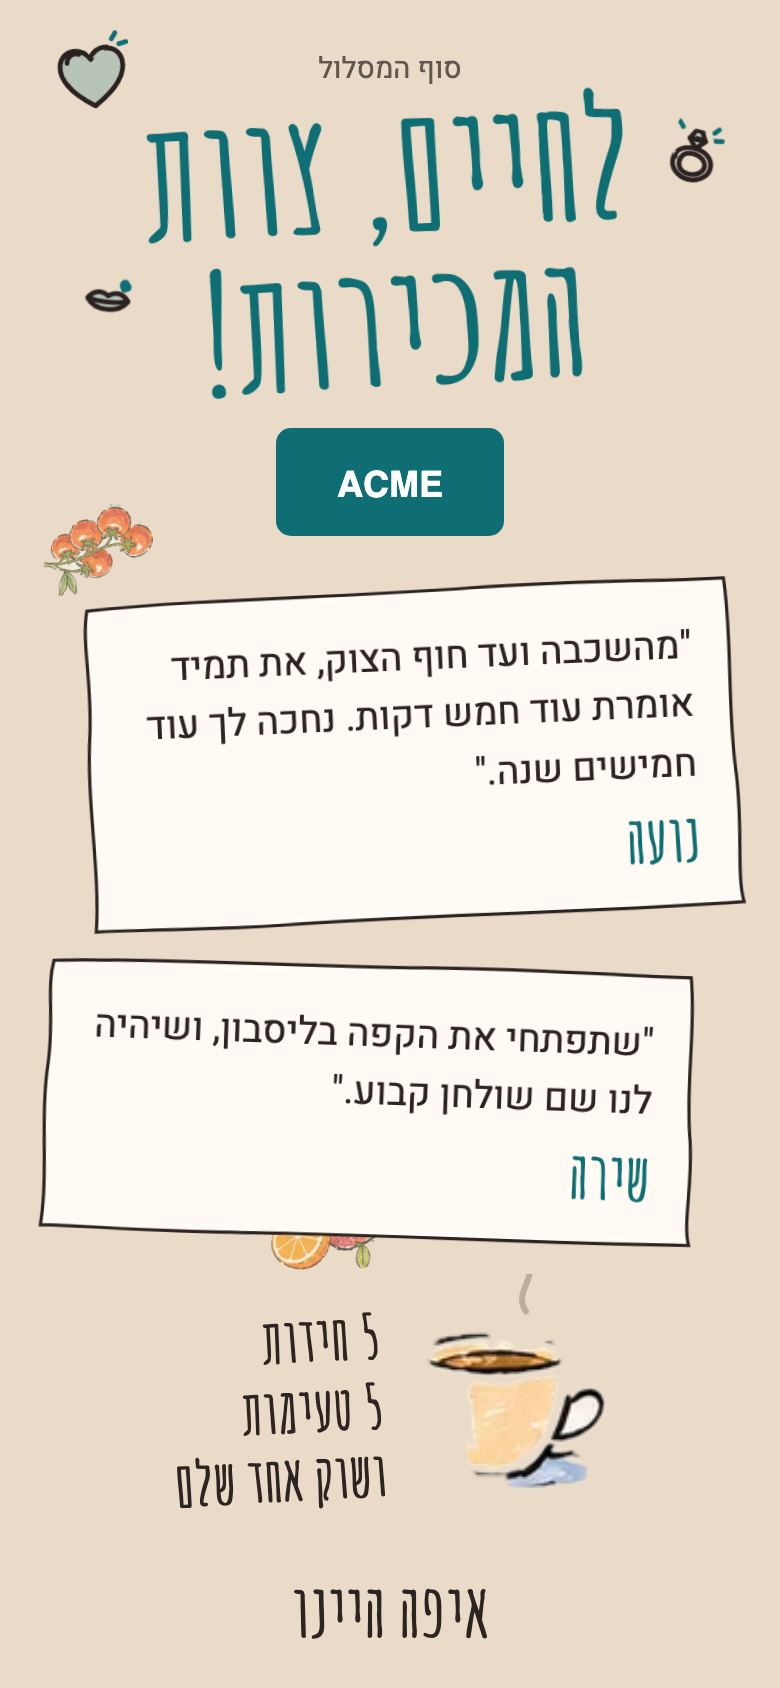 סוף המסלול
לחיים, צוות
המכירות!
ACME
"מהשכבה ועד חוף הצוק, את תמיד
אומרת עוד חמש דקות. נחכה לך עוד
חמישים שנה."
נועה
"שתפתחי את הקפה בליסבון, ושיהיה
לנו שם שולחן קבוע."
שירה
5 חידות
5 טעימות
ושוק אחד שלם
איפה היינו